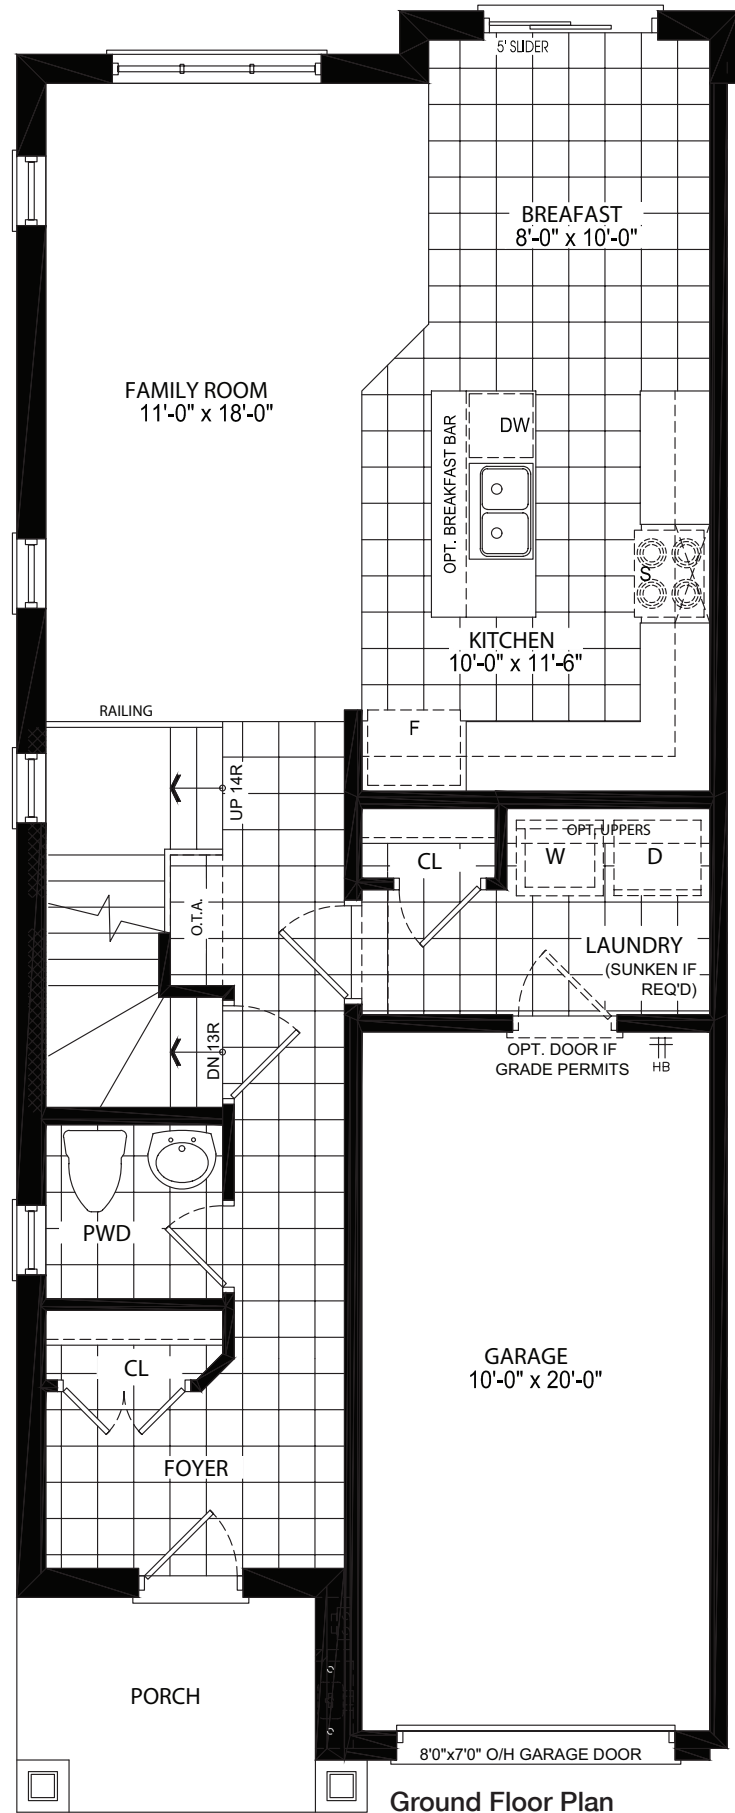 5' SLIDER
BREAFAST
8'-0" x 10'-0"
FAMILY ROOM
11'-0" x 18'-0"
DW
OPT. BREAKFAST BAR
S
KITCHEN
10'-0" x 11'-6"
RAILING
F
UP 14R
OPT. UPPERS
CL
W
D
O.T.A.
LAUNDRY
(SUNKEN IF
REQ'D)
DN 13R
OPT. DOOR IF
GRADE PERMITS
HB
PWD
GARAGE
10'-0" x 20'-0"
CL
FOYER
PORCH
8'0"x7'0" O/H GARAGE DOOR
Ground Floor Plan